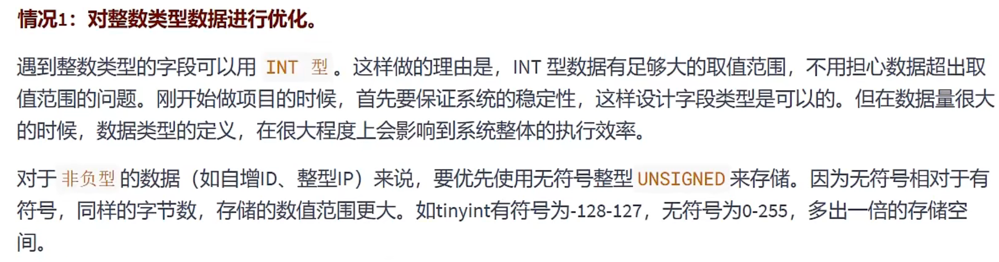 情况1：对整数类型数据进行优化。
遇到整数类型的字段可以用 INT 型 。这样做的理由是，INT 型数据有足够大的取值范围，不用担心数据超出取
值范围的问题。刚开始做项目的时候，首先要保证系统的稳定性，这样设计字段类型是可以的。但在数据量很大
的时候，数据类型的定义，在很大程度上会影响到系统整体的执行效率。
对于 非负型 的数据（如自增ID、整型IP）来说，要优先使用无符号整型 UNSIGNED 来存储。因为无符号相对于有
符号，同样的字节数，存储的数值范围更大。如tinyint有符号为-128-127，无符号为0-255，多出一倍的存储空
间。